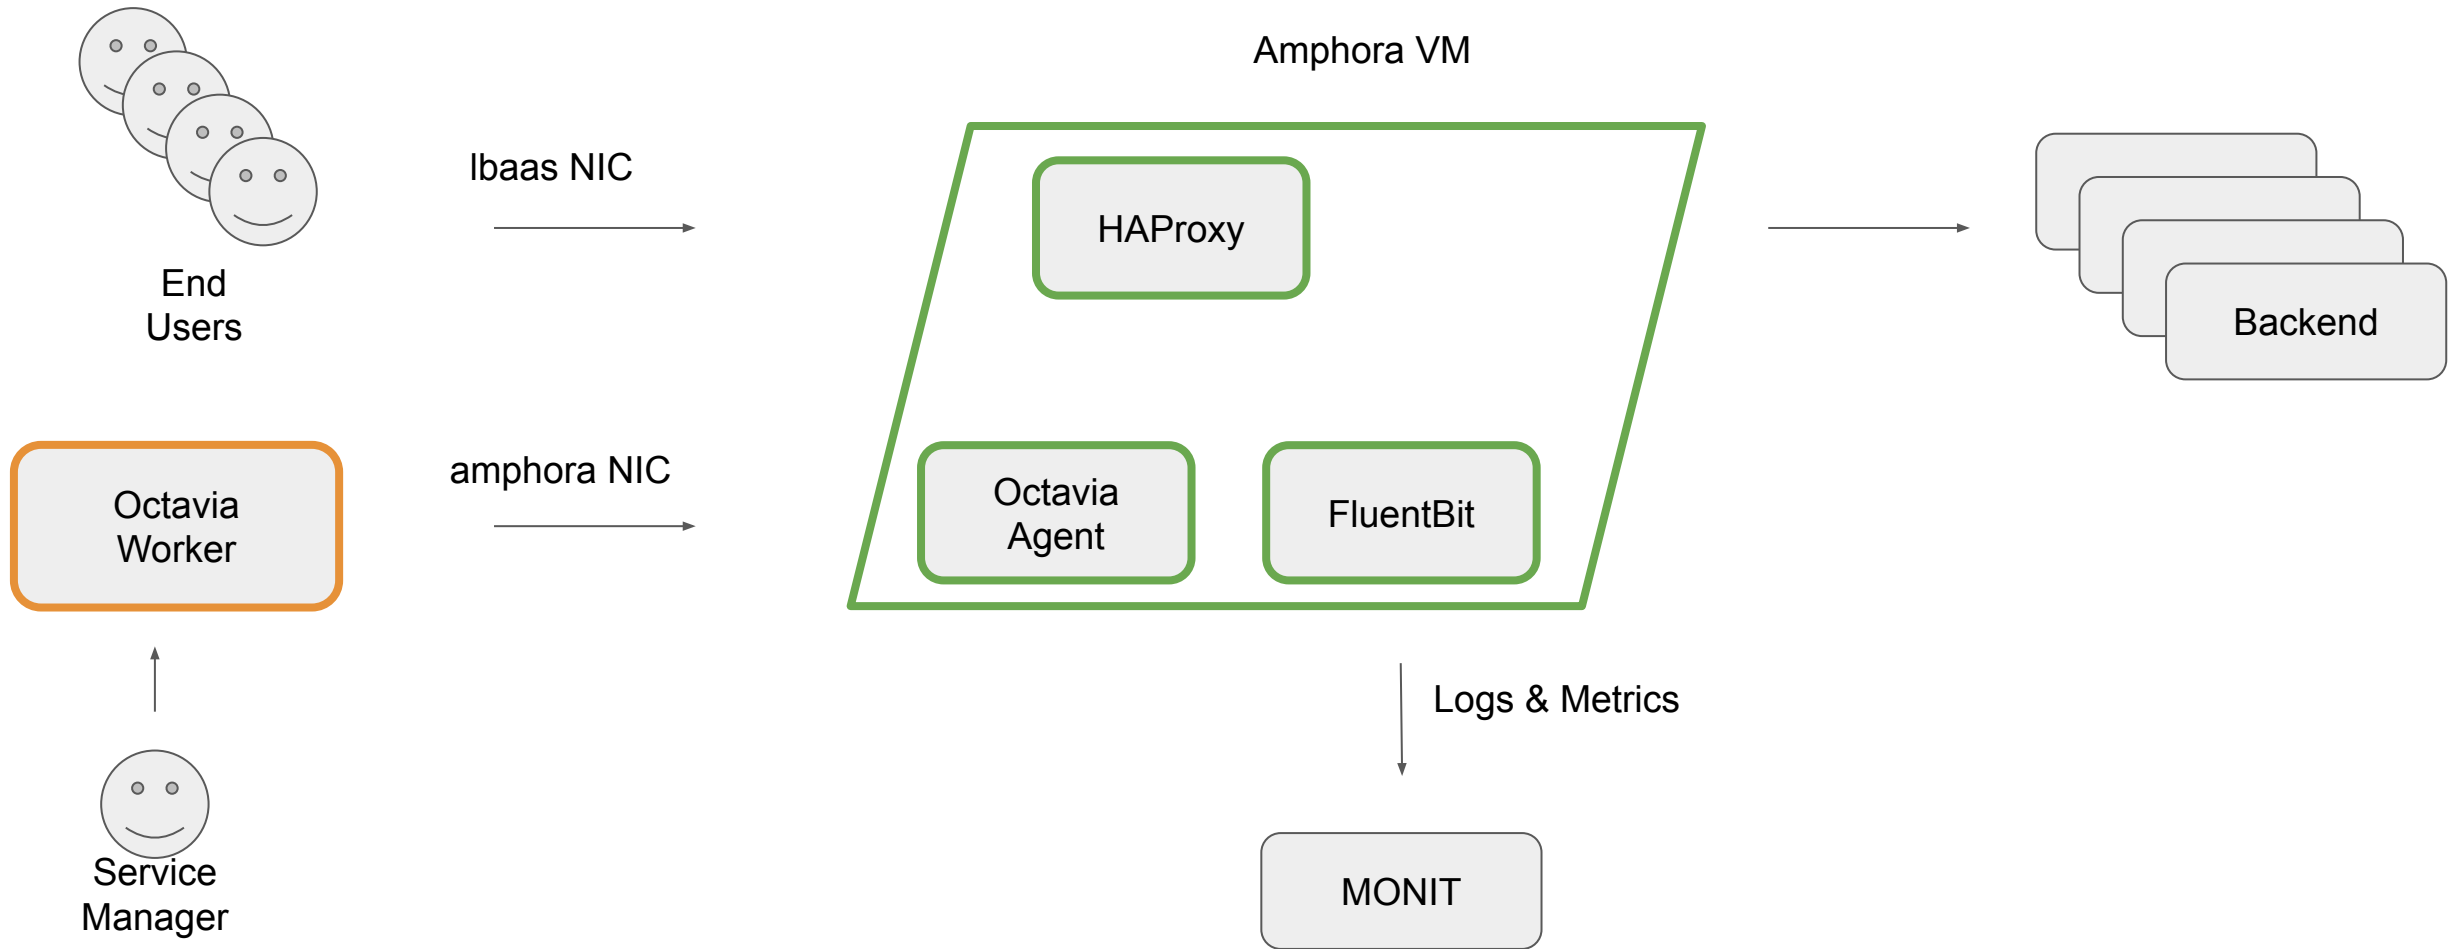 Amphora VM
lbaas NIC
HAProxy
End
Users
Backend
amphora NIC
Octavia
Worker
Octavia
Agent
FluentBit
Logs & Metrics
Service
Manager
MONIT